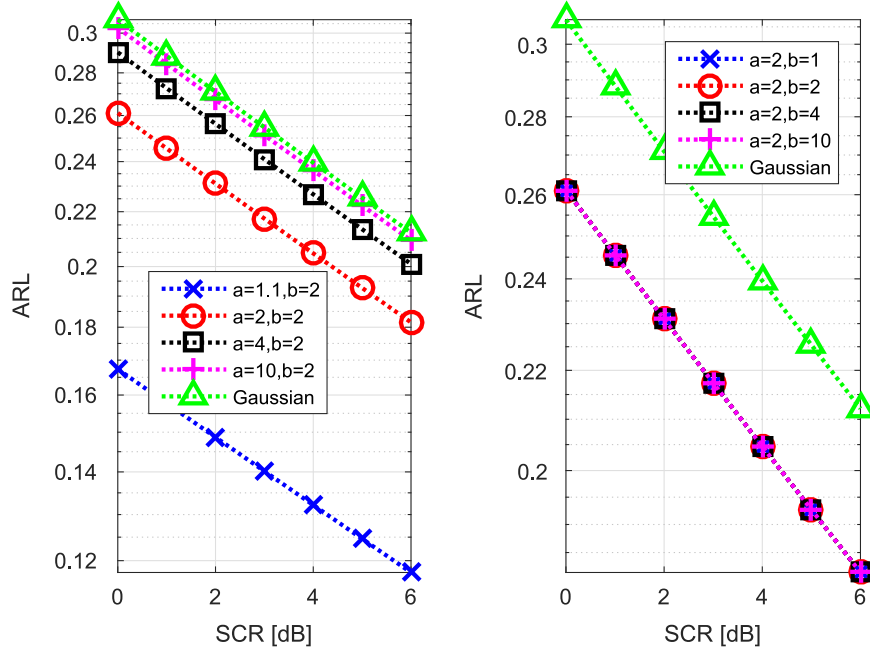 0.3
0.28
0.26
0.24
0.22
0.2
0.18
0.16
0.14
0.12
ARL
0 2 4 6
SCR [dB]
a=1.1,b=2
a=2,b=2
a=4,b=2
a=10,b=2
Gaussian
0.3
0.28
0.26
0.24
0.22
0.2
ARL
0 2 4 6
SCR [dB]
a=2,b=1
a=2,b=2
a=2,b=4
a=2,b=10
Gaussian